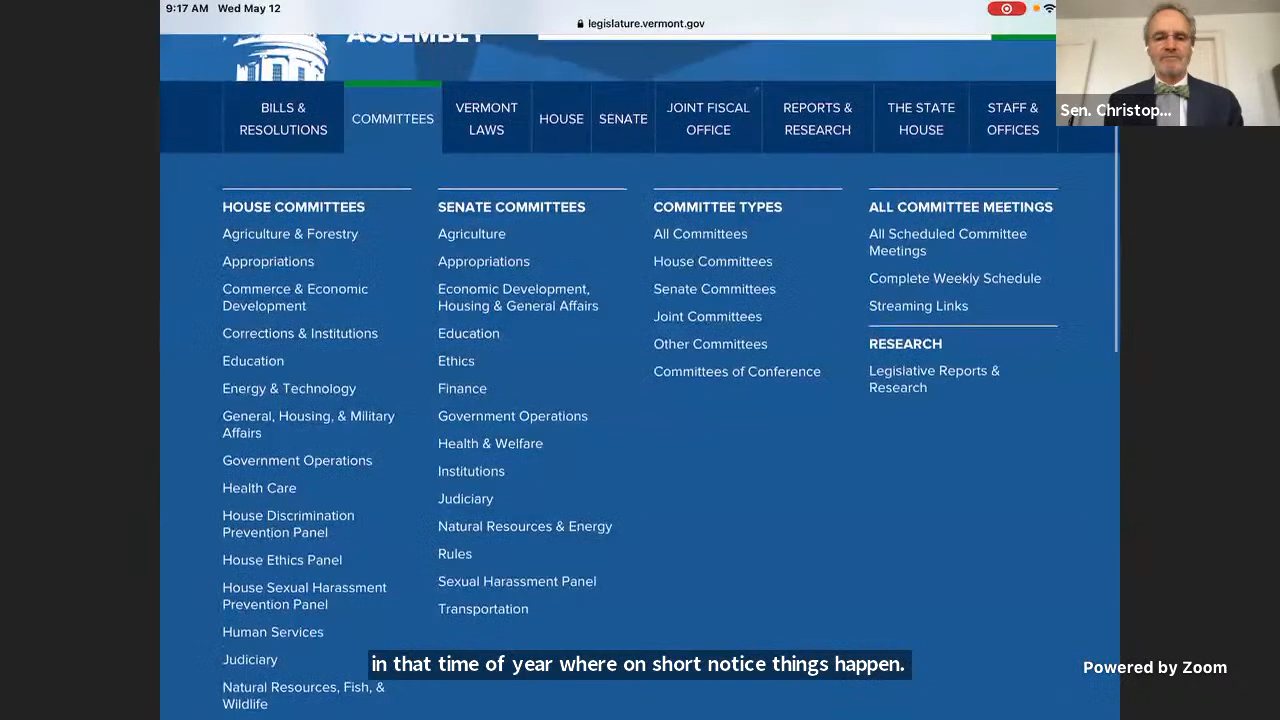 9:17 AM Wed May 12
legislature.vermont.gov
ASSEMBLY
BILLS &
RESOLUTIONS
COMMITTEES
VERMONT
LAWS
HOUSE
SENATE
JOINT FISCAL
OFFICE
REPORTS &
RESEARCH
THE STATE
HOUSE
STAFF &
OFFICES
Sen. Christop...
HOUSE COMMITTEES
Agriculture & Forestry
Appropriations
Commerce & Economic
Development
Corrections & Institutions
Education
Energy & Technology
General, Housing, & Military
Affairs
Government Operations
Health Care
House Discrimination
Prevention Panel
House Ethics Panel
House Sexual Harassment
Prevention Panel
Human Services
Judiciary
Natural Resources, Fish, &
Wildlife
SENATE COMMITTEES
Agriculture
Appropriations
Economic Development,
Housing & General Affairs
Education
Ethics
Finance
Government Operations
Health & Welfare
Institutions
Judiciary
Natural Resources & Energy
Rules
Sexual Harassment Panel
Transportation
COMMITTEE TYPES
All Committees
House Committees
Senate Committees
Joint Committees
Other Committees
Committees of Conference
ALL COMMITTEE MEETINGS
All Scheduled Committee
Meetings
Complete Weekly Schedule
Streaming Links
RESEARCH
Legislative Reports &
Research
in that time of year where on short notice things happen.
Powered by Zoom